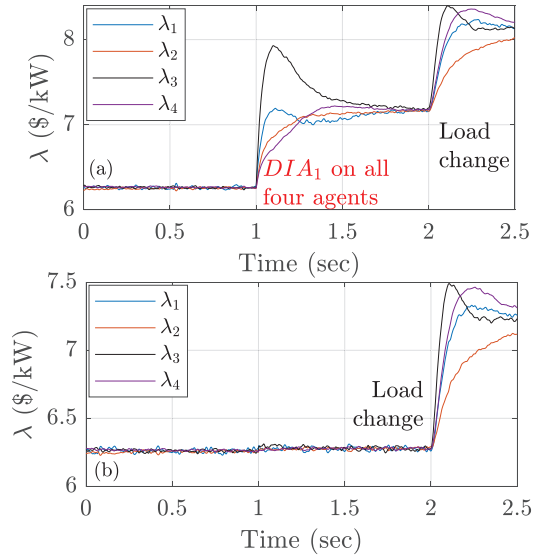 8
7
6
λ ($/kW)
λ1
λ2
λ3
λ4
(a)
DIA1 on all
four agents
Load
change
0 0.5 1 1.5 2 2.5
Time (sec)
7.5
7
6.5
6
λ ($/kW)
λ1
λ2
λ3
λ4
(b)
Load
change
0 0.5 1 1.5 2 2.5
Time (sec)